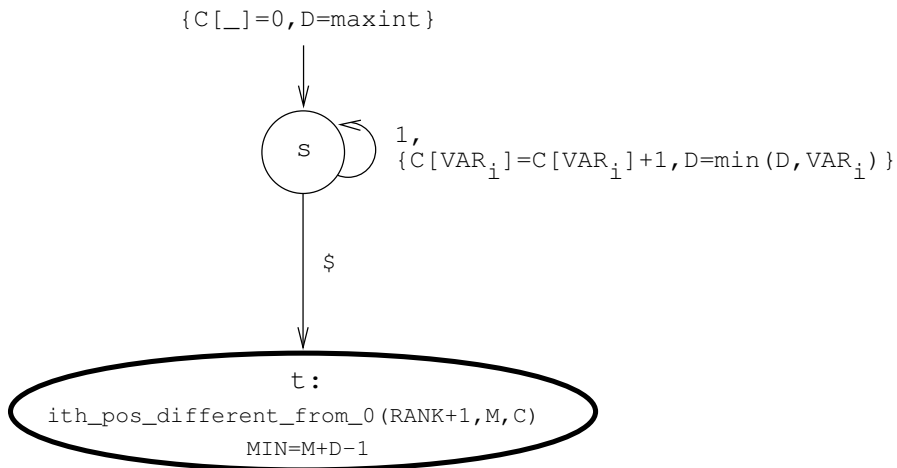 {C[_]=0,D=maxint}
s
1,
{C[VAR_i]=C[VAR_i]+1,D=min(D,VAR_i)}
$
t:
ith_pos_different_from_0(RANK+1,M,C)
MIN=M+D−1